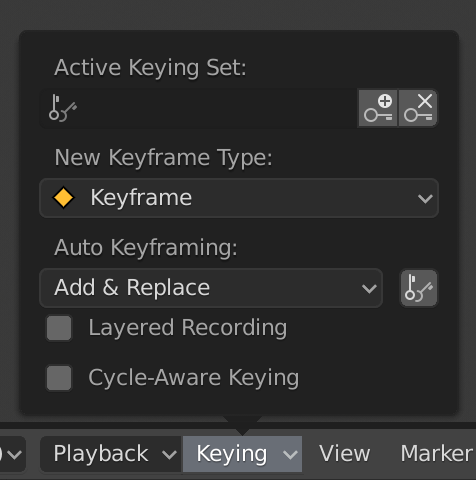 Active Keying Set:
New Keyframe Type:
Keyframe
Auto Keyframing:
Add & Replace
Layered Recording
Cycle-Aware Keying
Playback Keying View Marker